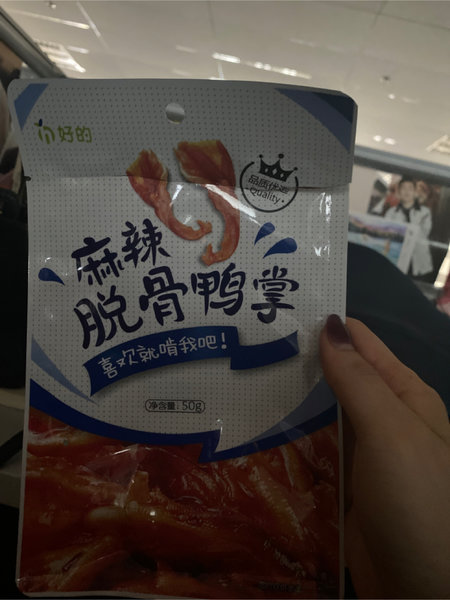 好的
品质优选
Quality
麻辣
脱骨鸭掌
喜欢就啃我吧！
净含量：50g